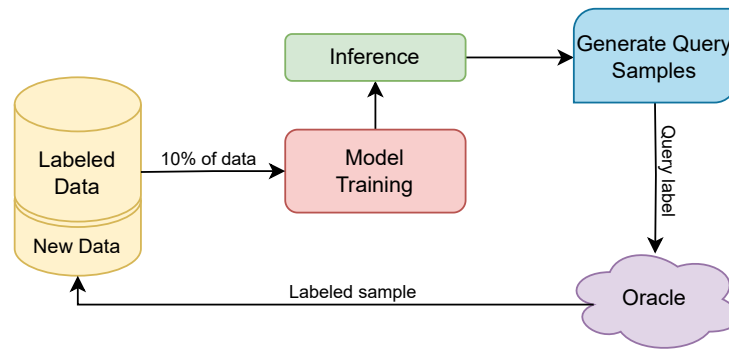 Generate Query
Samples
Inference
Labeled
Data
10% of data
Model
Training
Query label
New Data
Labeled sample
Oracle